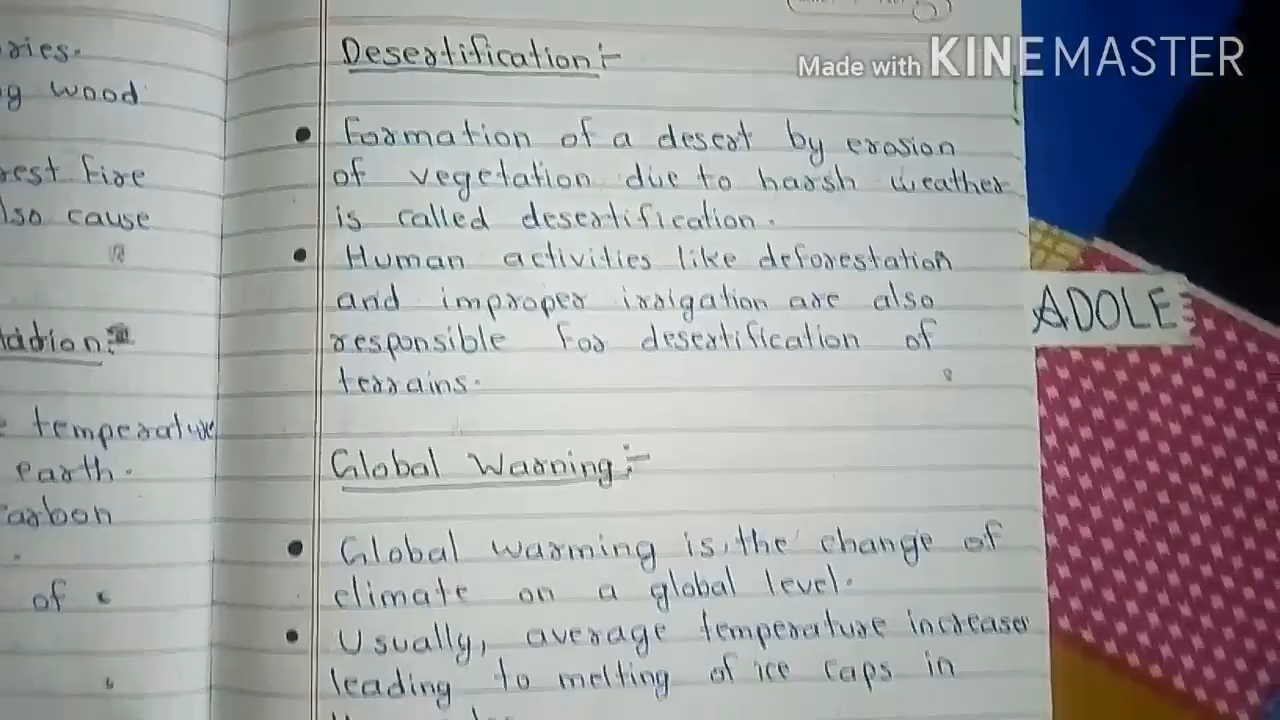 ries.
g wood
rest fire
lso cause
tation:
temperature
earth.
carbon
of
Desertification:-
Made with KINEMASTER
• Formation of a desert by erosion
of vegetation due to harsh weather
is called desertification.
• Human activities like deforestation
and improper irrigation are also
responsible for desertification of
terrains.
ADOLE
Global Warning:-
• Global warming is the change of
climate on a global level.
• Usually, average temperature increases
leading to melting of ice caps in